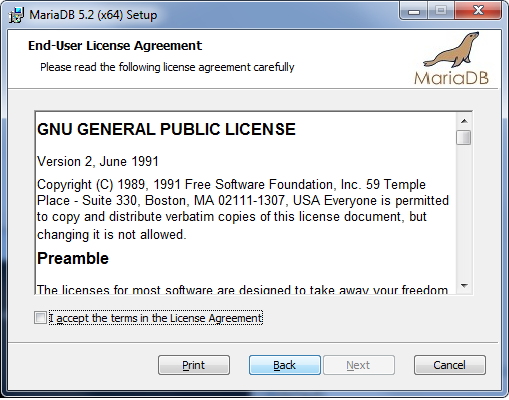 MariaDB 5.2 (x64) Setup
End-User License Agreement
Please read the following license agreement carefully
MariaDB
GNU GENERAL PUBLIC LICENSE
Version 2, June 1991
Copyright (C) 1989, 1991 Free Software Foundation, Inc. 59 Temple
Place - Suite 330, Boston, MA 02111-1307, USA Everyone is permitted
to copy and distribute verbatim copies of this license document, but
changing it is not allowed.
Preamble
The licenses for most software are designed to take away your freedom
I accept the terms in the License Agreement
Print
Back
Next
Cancel